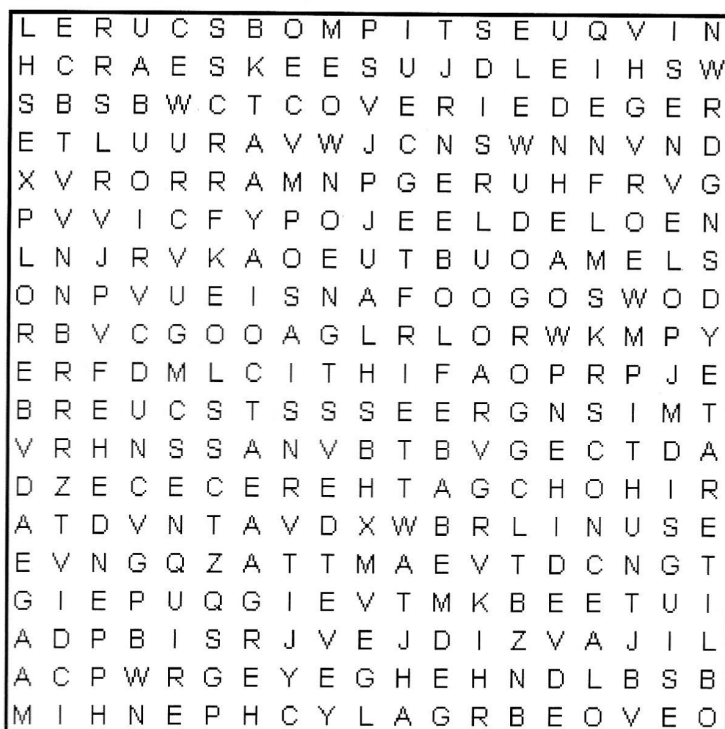 L E R U C S B O M P I T S E U Q V I N
H C R A E S K E E S U J D L E I H S W
S B S B W C T C O V E R I E D E G E R
E T L U U R A V W J C N S W N N V N D
X V R O R R A M N P G E R U H F R V G
P V V I C F Y P O J E E L D E L O E N
L N J R V K A O E U T B U O A M E L S
O N P V U E I S N A F O O G O S W O D
R B V C G O O A G L R L O R W K M P Y
E R F D M L C I T H I F A O P R P J E
B R E U C S T S S S E E R G N S I M T
V R H N S S A N V B T B V G E C T D A
D Z E C E C E R E H T A G C H O H I R
A T D V N T A V D X W B R L I N U S E
E V N G Q Z A T T M A E V T D C N G T
G I E P U Q G I E V T M K B E E T U I
A D P B I S R J V E J D I Z V A J I L
A C P W R G E Y E G H E H N D L B S B
M I H N E P H C Y L A G R B E O V E O